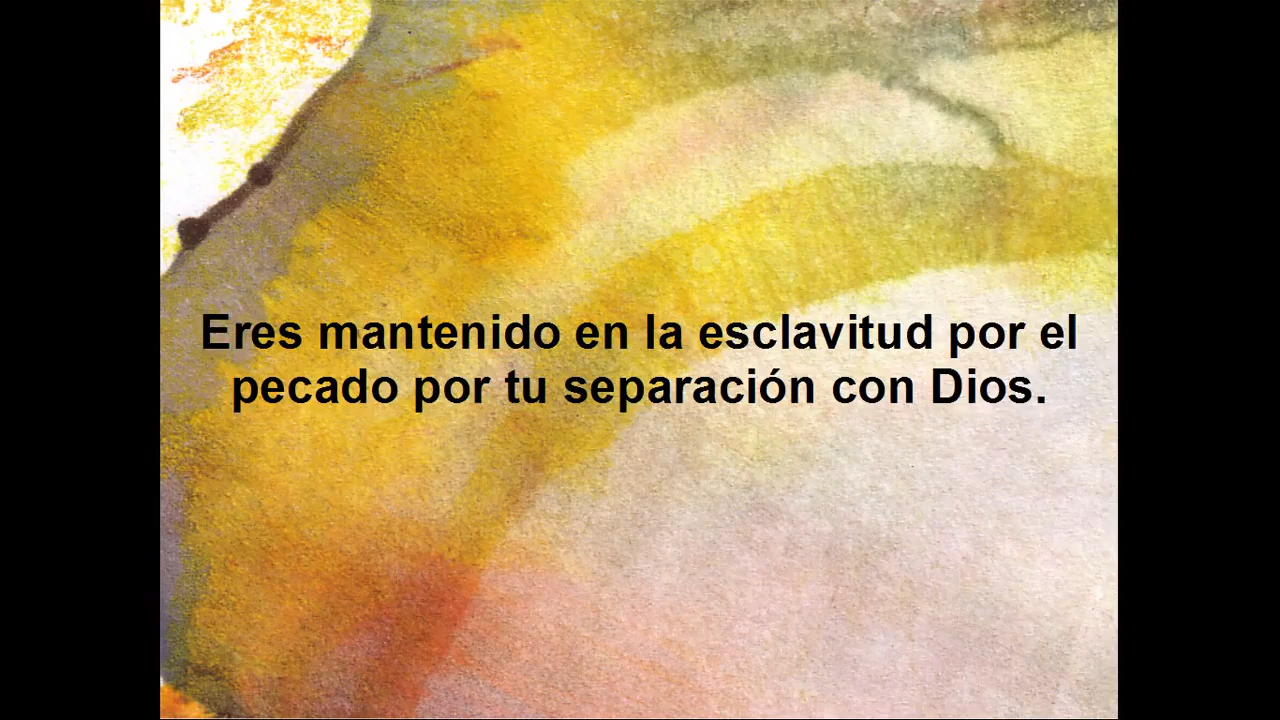 Eres mantenido en la esclavitud por el
pecado por tu separación con Dios.